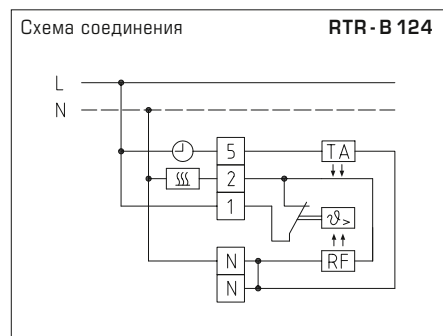 Схема соединения RTR-B 124
L
N
5 TA
2
1 ϑ>
N RF
N